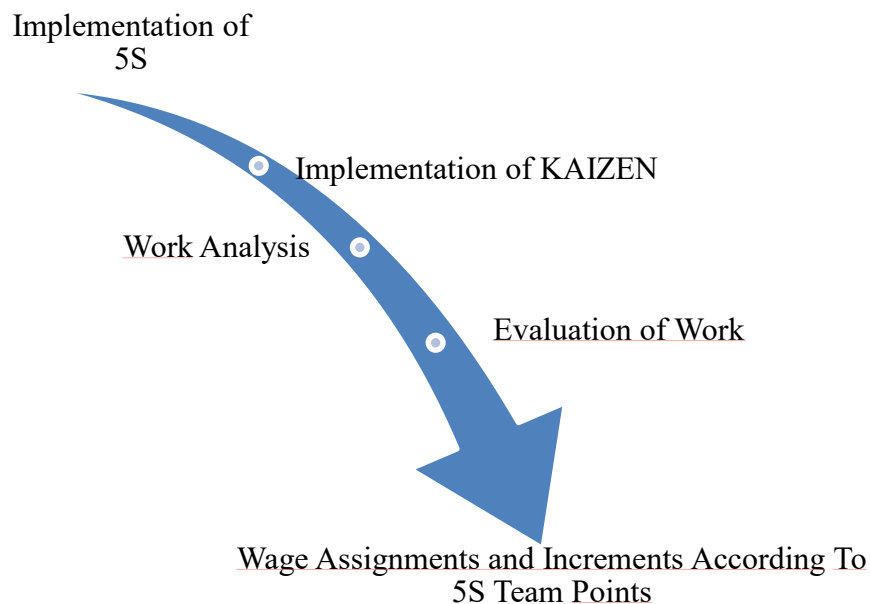 Implementation of
5S
Implementation of KAIZEN
Work Analysis
Evaluation of Work
Wage Assignments and Increments According To
5S Team Points